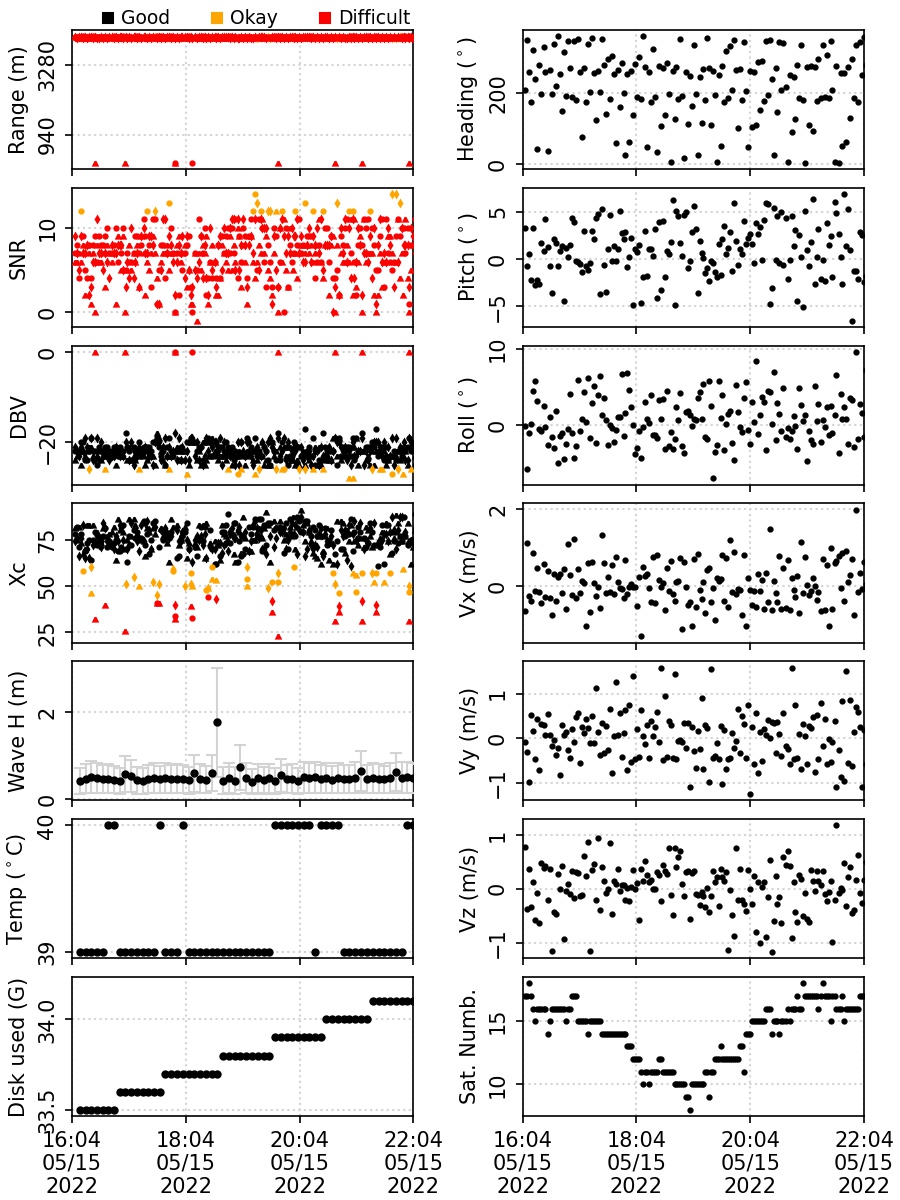 Good Okay Difficult
Range (m)
3280
940
Heading (°)
200
0
SNR
10
0
Pitch (°)
5
0
−5
DBV
0
−20
Roll (°)
10
0
Xc
75
50
25
Vx (m/s)
2
0
Wave H (m)
2
0
Vy (m/s)
1
0
−1
Temp (°C)
40
39
Vz (m/s)
1
0
−1
Disk used (G)
34.0
33.5
Sat. Numb.
15
10
16:04 18:04 20:04 22:04 16:04 18:04 20:04 22:04
05/15 05/15 05/15 05/15 05/15 05/15 05/15 05/15
2022 2022 2022 2022 2022 2022 2022 2022